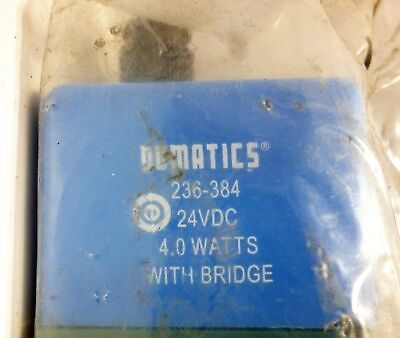 NUMATICS®
236-384
24VDC
4.0 WATTS
WITH BRIDGE